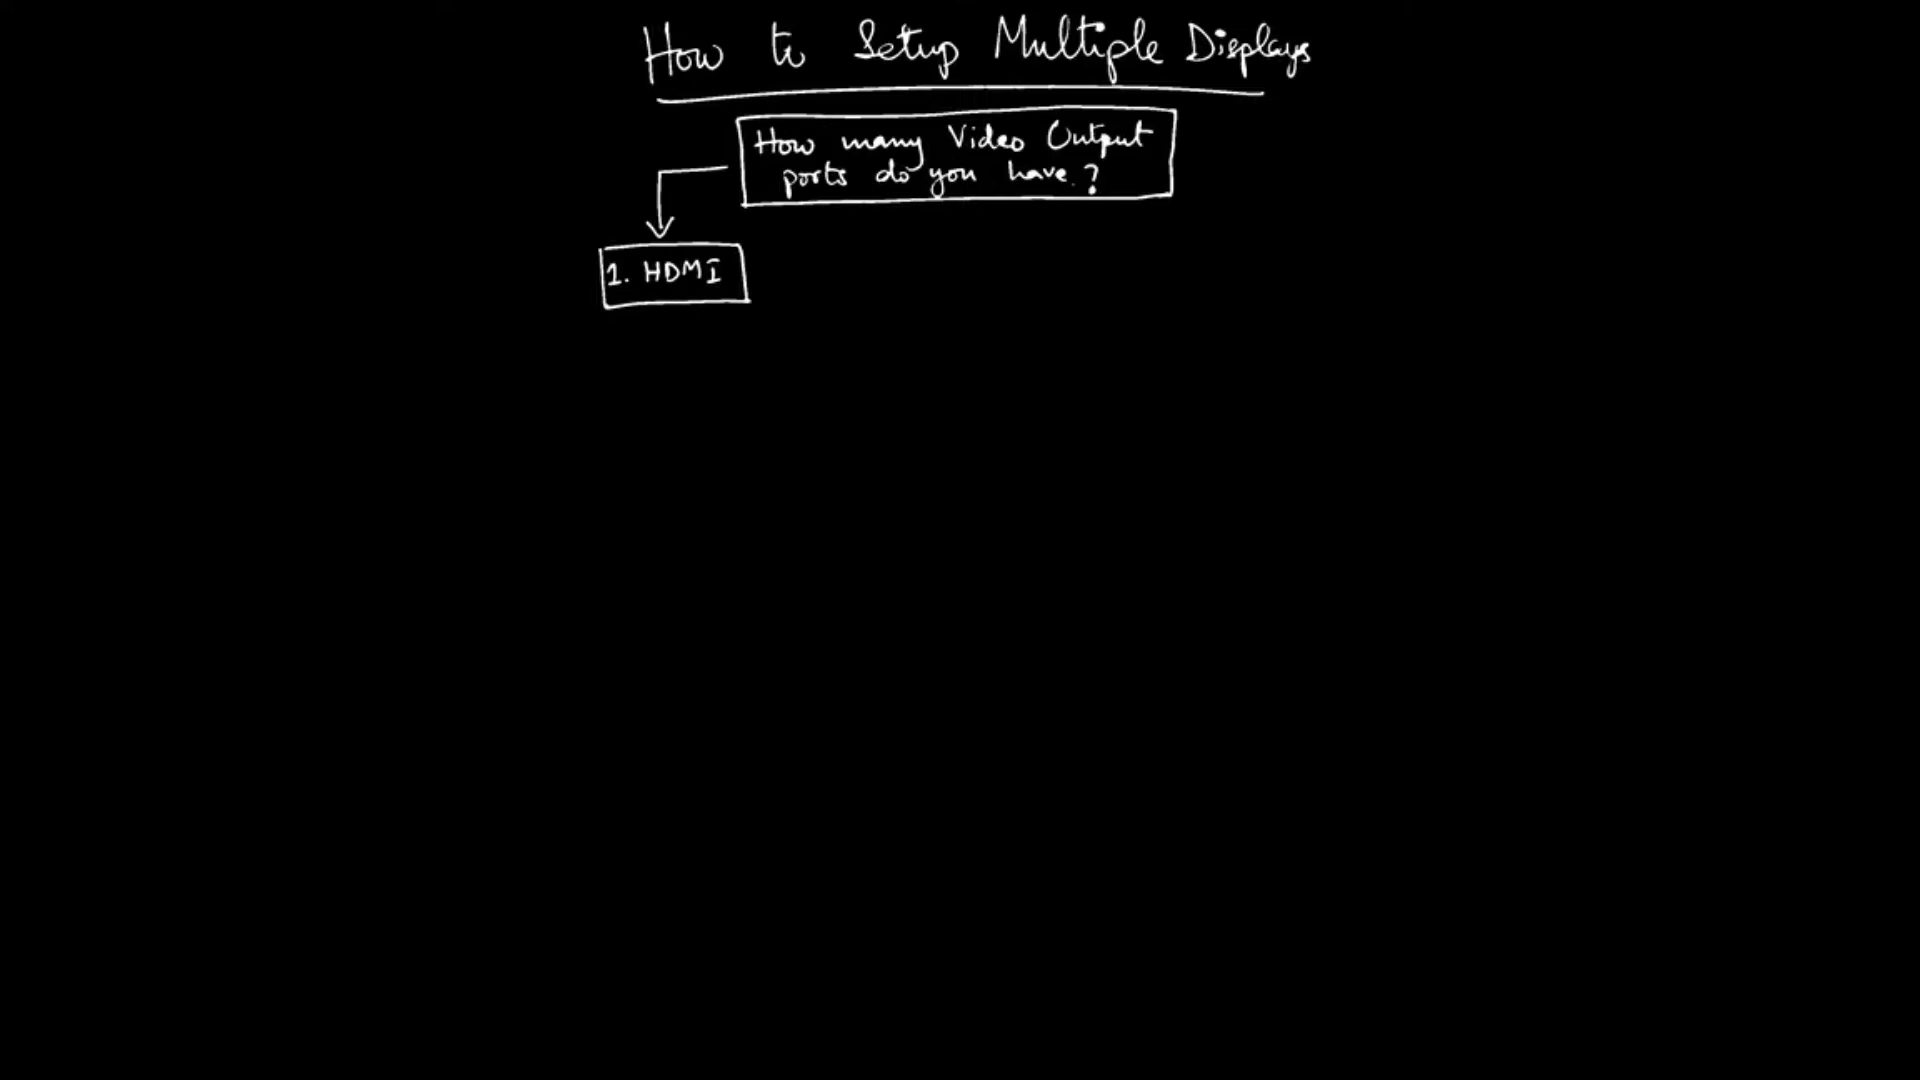 How to Setup Multiple Displays
How many Video Output
ports do you have.?
1. HDMI